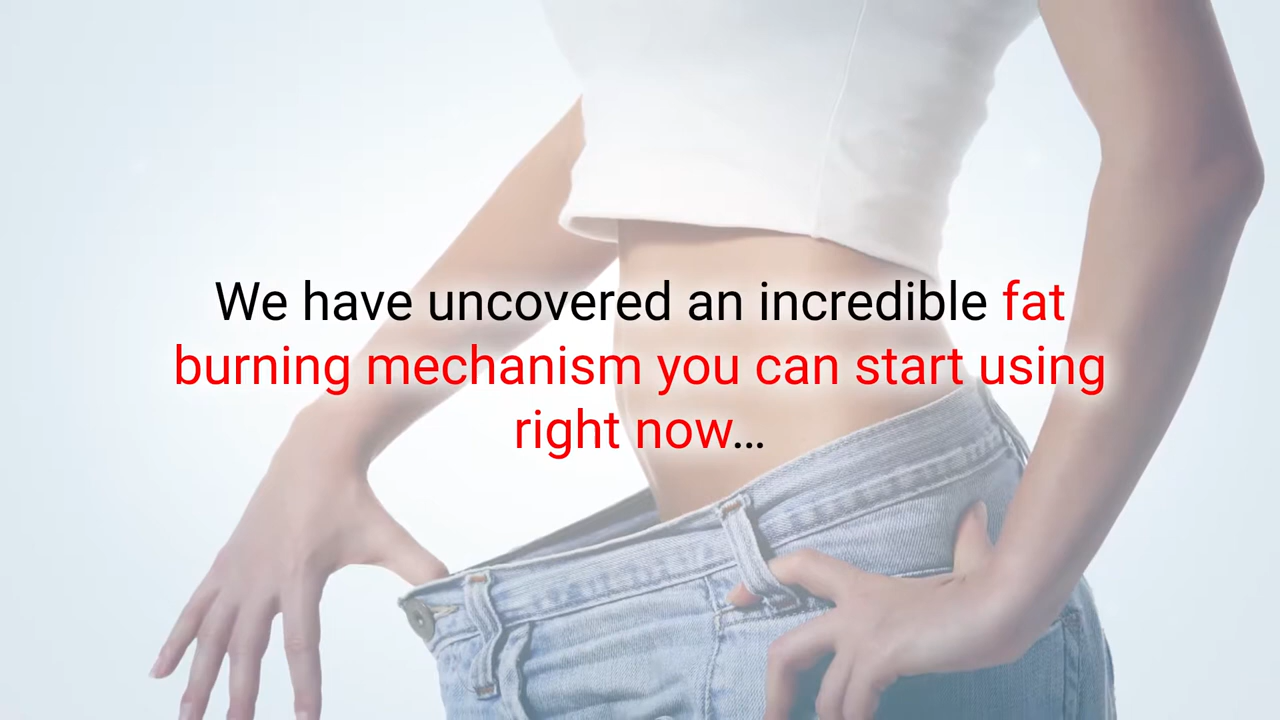 We have uncovered an incredible fat
burning mechanism you can start using
right now…